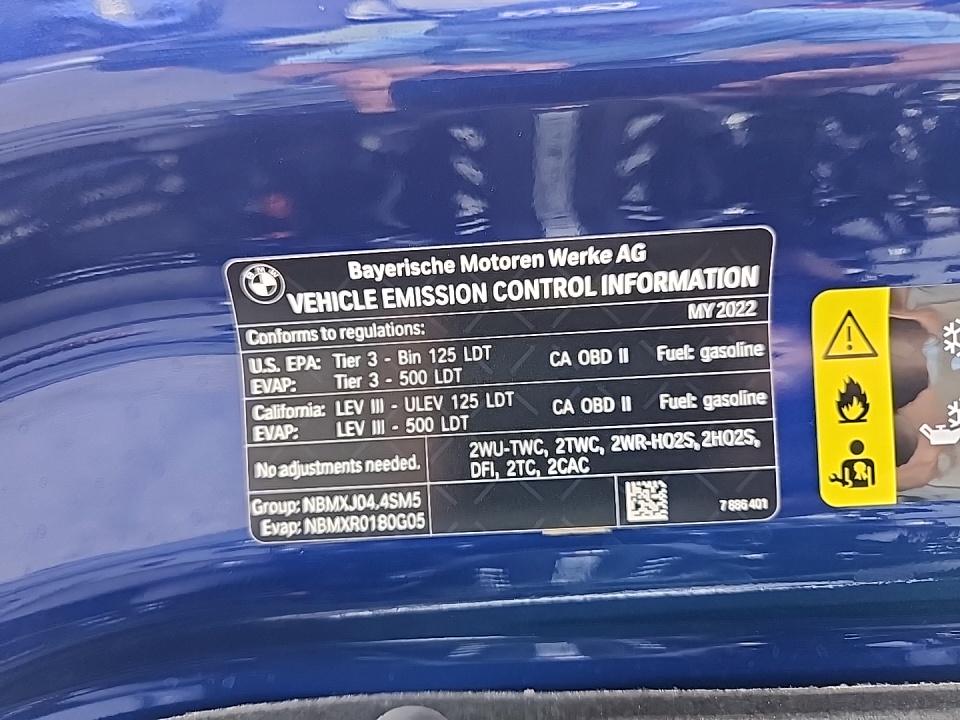 BMW
Bayerische Motoren Werke AG
VEHICLE EMISSION CONTROL INFORMATION
MY 2022
Conforms to regulations:
U.S. EPA: Tier 3 - Bin 125 LDT CA OBD II Fuel: gasoline
EVAP: Tier 3 - 500 LDT
California: LEV III - ULEV 125 LDT CA OBD II Fuel: gasoline
EVAP: LEV III - 500 LDT
No adjustments needed.
2WU-TWC, 2TWC, 2WR-HO2S, 2HO2S,
DFI, 2TC, 2CAC
Group: NBMXJ04.4SM5
Evap: NBMXR0180G05
7 886 401